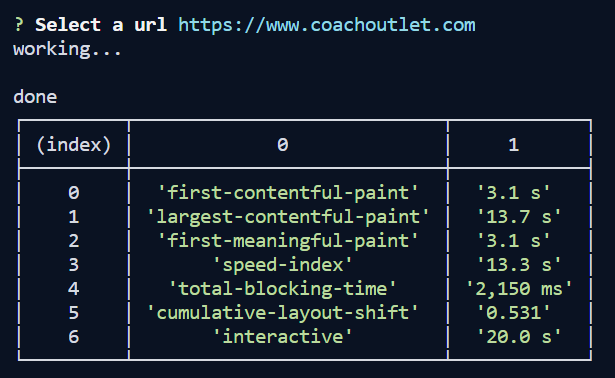 ? Select a url https://www.coachoutlet.com
working...
done
(index) 0 1
0 'first-contentful-paint' '3.1 s'
1 'largest-contentful-paint' '13.7 s'
2 'first-meaningful-paint' '3.1 s'
3 'speed-index' '13.3 s'
4 'total-blocking-time' '2,150 ms'
5 'cumulative-layout-shift' '0.531'
6 'interactive' '20.0 s'